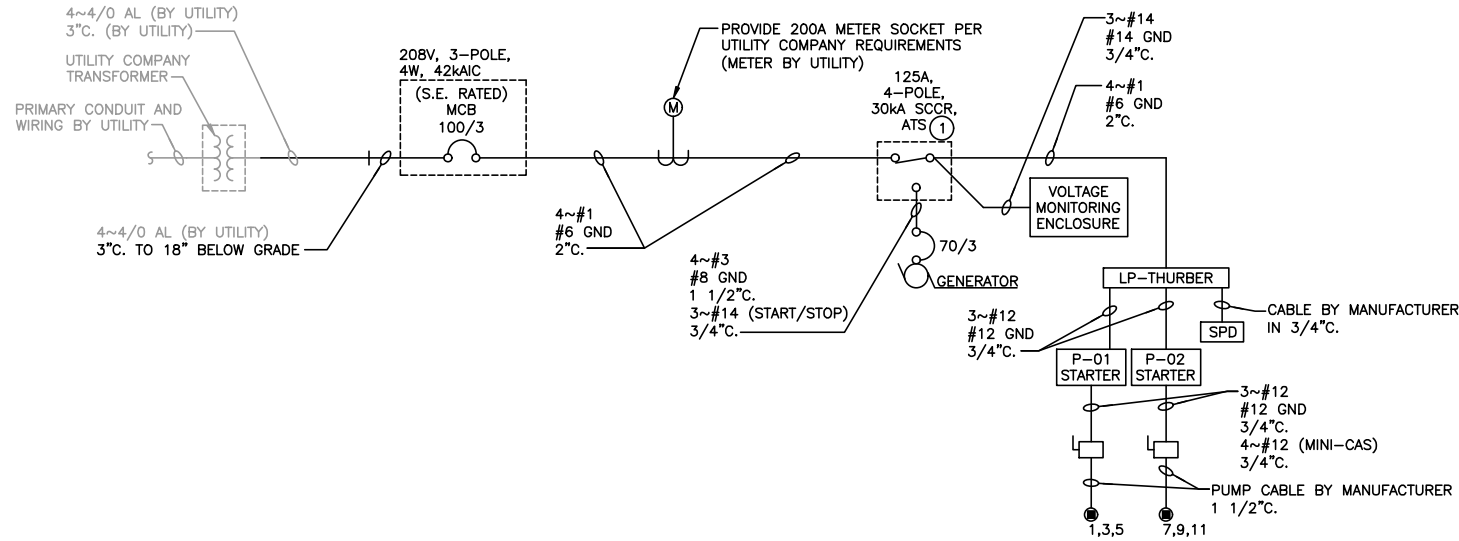 4~4/0 AL (BY UTILITY)
3"C. (BY UTILITY)
UTILITY COMPANY
TRANSFORMER
PRIMARY CONDUIT AND
WIRING BY UTILITY
4~4/0 AL (BY UTILITY)
3"C. TO 18" BELOW GRADE
208V, 3-POLE,
4W, 42kAIC
(S.E. RATED)
MCB
100/3
4~#1
#6 GND
2"C.
PROVIDE 200A METER SOCKET PER
UTILITY COMPANY REQUIREMENTS
(METER BY UTILITY)
M
125A,
4-POLE,
30kA SCCR,
ATS 1
4~#3
#8 GND
1 1/2"C.
3~#14 (START/STOP)
3/4"C.
70/3
GENERATOR
3~#14
#14 GND
3/4"C.
4~#1
#6 GND
2"C.
VOLTAGE
MONITORING
ENCLOSURE
LP-THURBER
3~#12
#12 GND
3/4"C.
CABLE BY MANUFACTURER
IN 3/4"C.
SPD
P-01
STARTER
P-02
STARTER
3~#12
#12 GND
3/4"C.
4~#12 (MINI-CAS)
3/4"C.
PUMP CABLE BY MANUFACTURER
1 1/2"C.
1,3,5
7,9,11